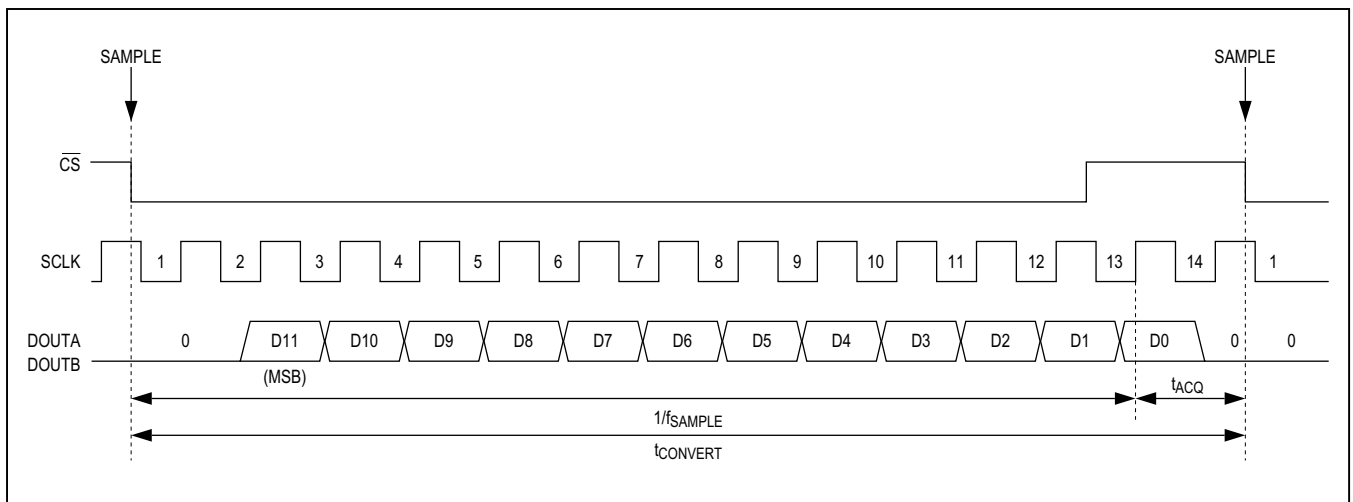 SAMPLE SAMPLE
C̅S̅
SCLK 1 2 3 4 5 6 7 8 9 10 11 12 13 14 1
DOUTA 0 D11 D10 D9 D8 D7 D6 D5 D4 D3 D2 D1 D0 0 0
DOUTB
(MSB)
tACQ
1/fSAMPLE
tCONVERT